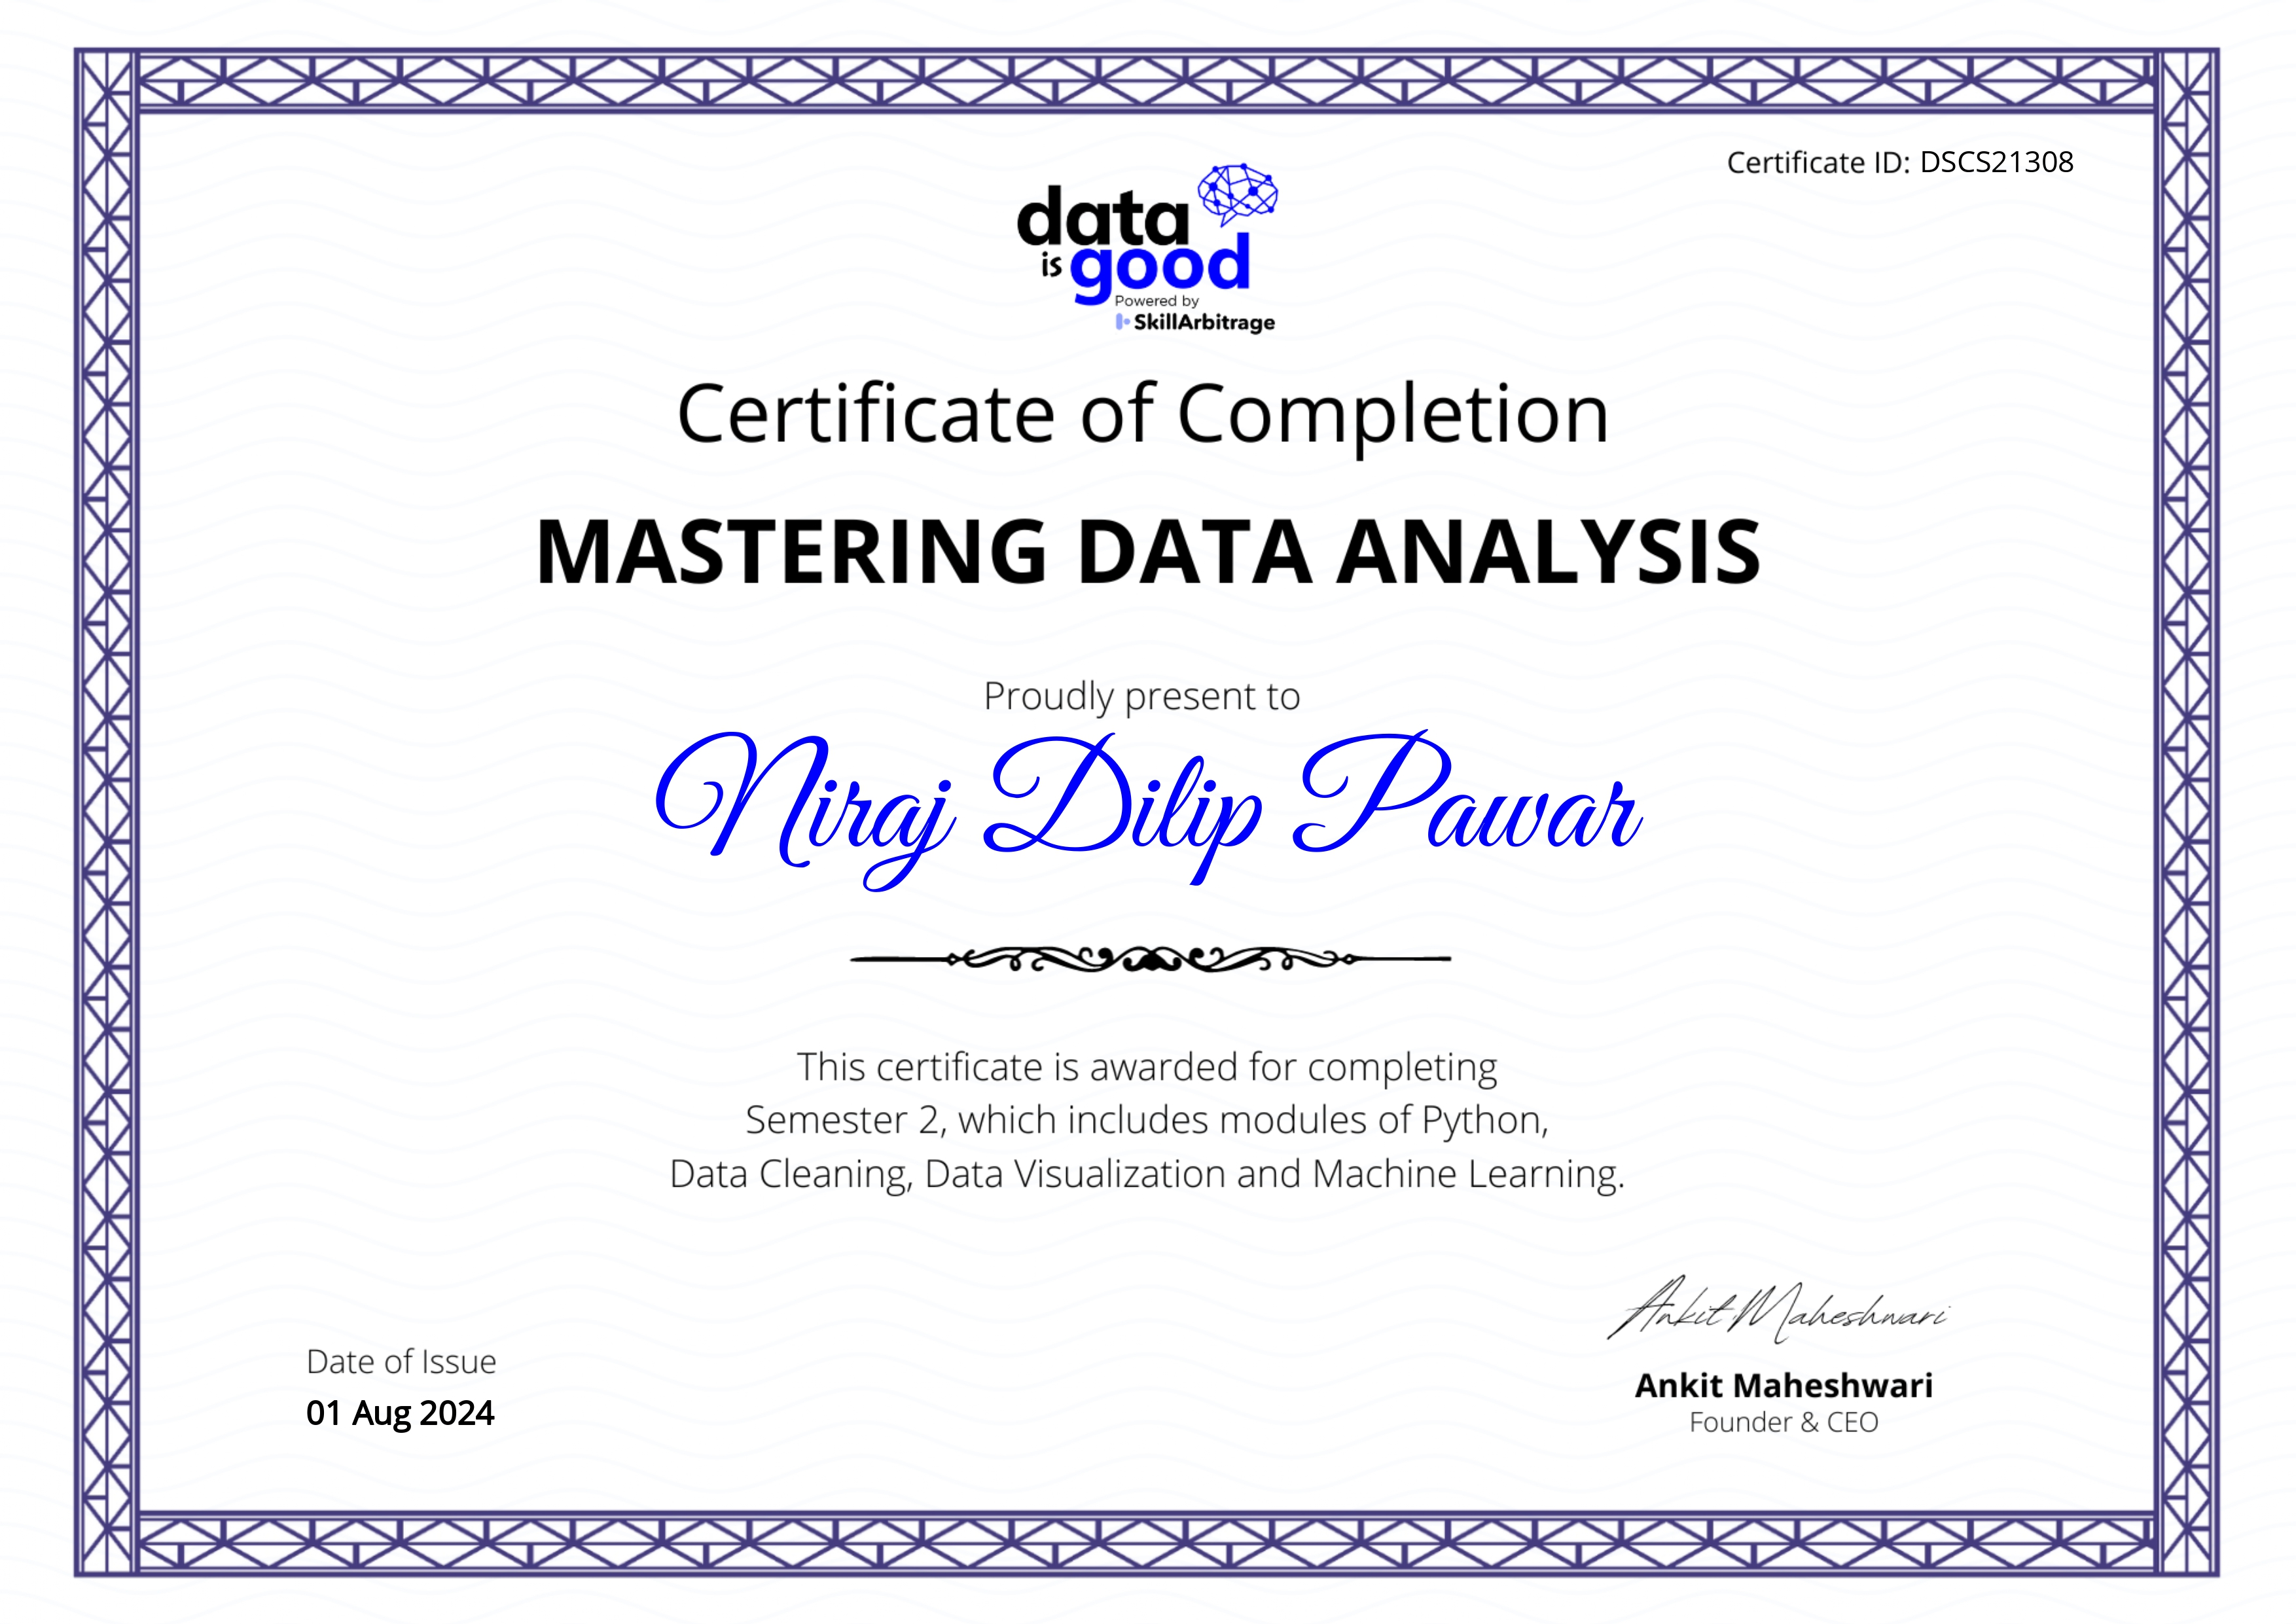 Certificate ID: DSCS21308
data
is good
Powered by
SkillArbitrage
Certificate of Completion
MASTERING DATA ANALYSIS
Proudly present to
Niraj Dilip Pawar
This certificate is awarded for completing
Semester 2, which includes modules of Python,
Data Cleaning, Data Visualization and Machine Learning.
Ankit Maheshwari
Date of Issue
01 Aug 2024
Ankit Maheshwari
Founder & CEO